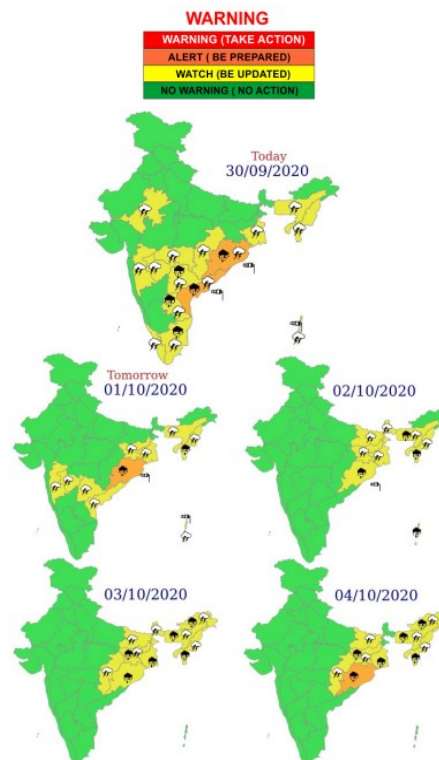 WARNING
WARNING (TAKE ACTION)
ALERT ( BE PREPARED)
WATCH (BE UPDATED)
NO WARNING ( NO ACTION)
Today
30/09/2020
Tomorrow
01/10/2020
02/10/2020
03/10/2020
04/10/2020